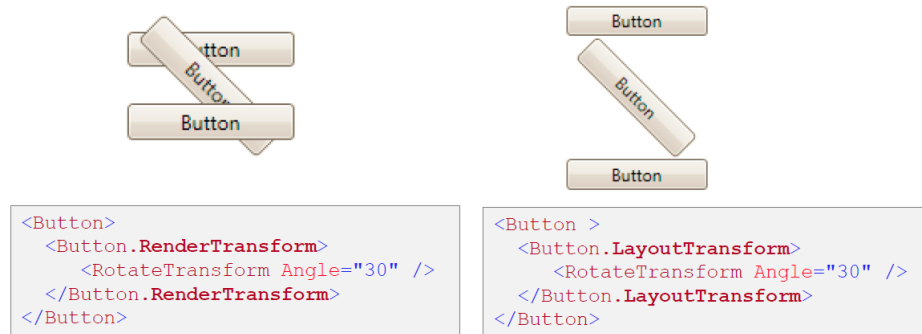 Button
Button
Button
<Button>
<Button.RenderTransform>
<RotateTransform Angle="30" />
</Button.RenderTransform>
</Button>
Button
Button
Button
<Button >
<Button.LayoutTransform>
<RotateTransform Angle="30" />
</Button.LayoutTransform>
</Button>